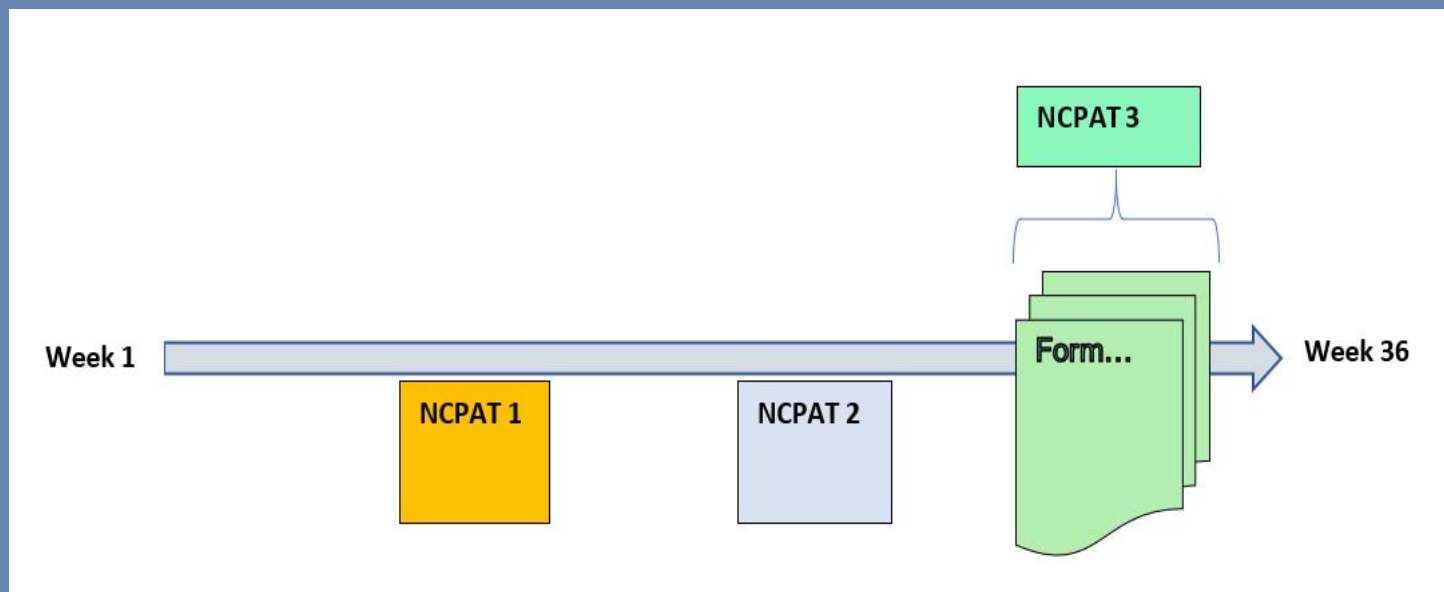 NCPAT 3
Week 1
Form...
Week 36
NCPAT 1
NCPAT 2